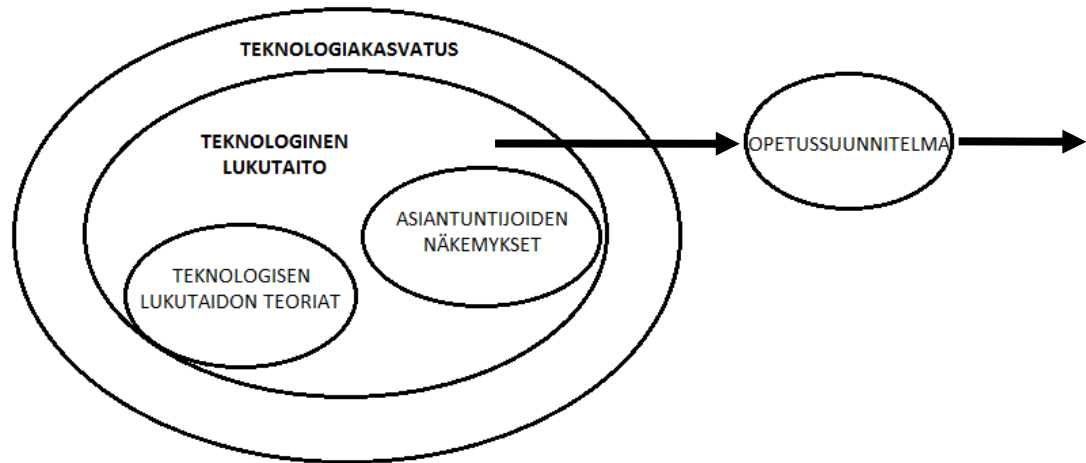 TEKNOLOGIAKASVATUS
TEKNOLOGINEN
LUKUTAITO
OPETUSSUUNNITELMA
ASIANTUNTIJOIDEN
NÄKEMYKSET
TEKNOLOGISEN
LUKUTAIDON TEORIAT